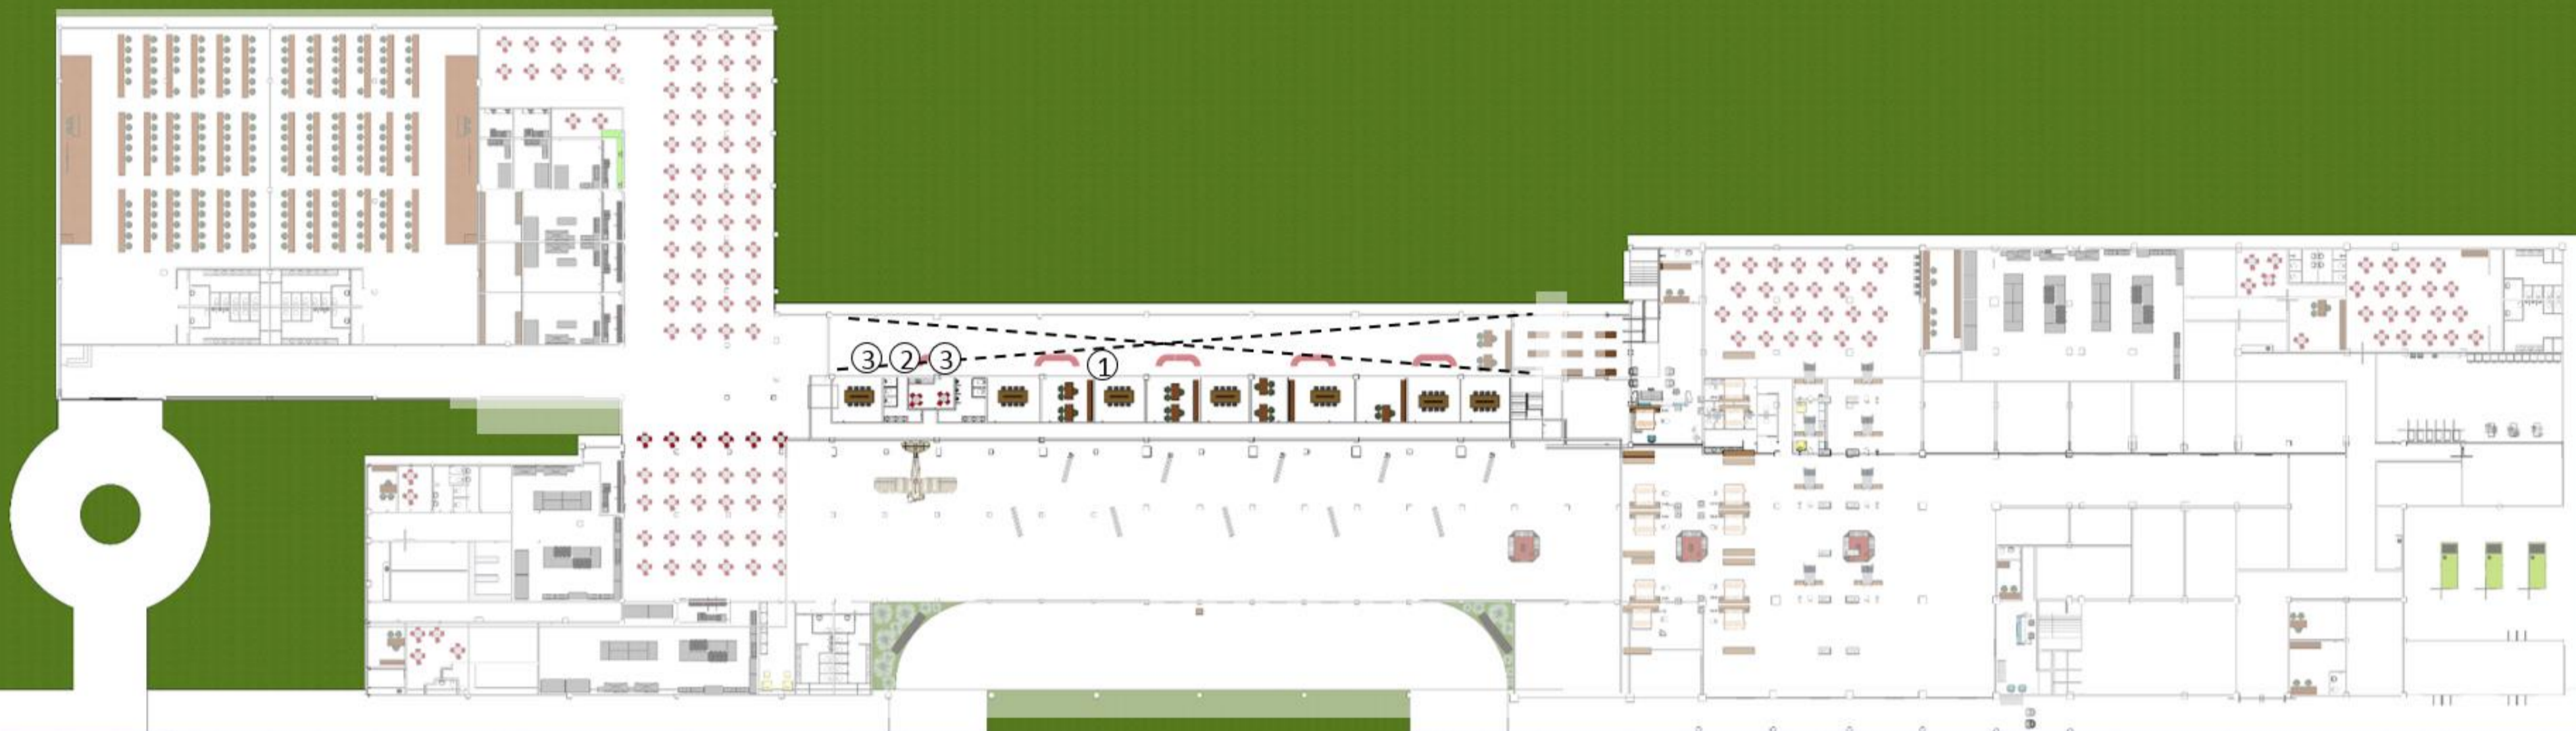 ③ ② ③ ①